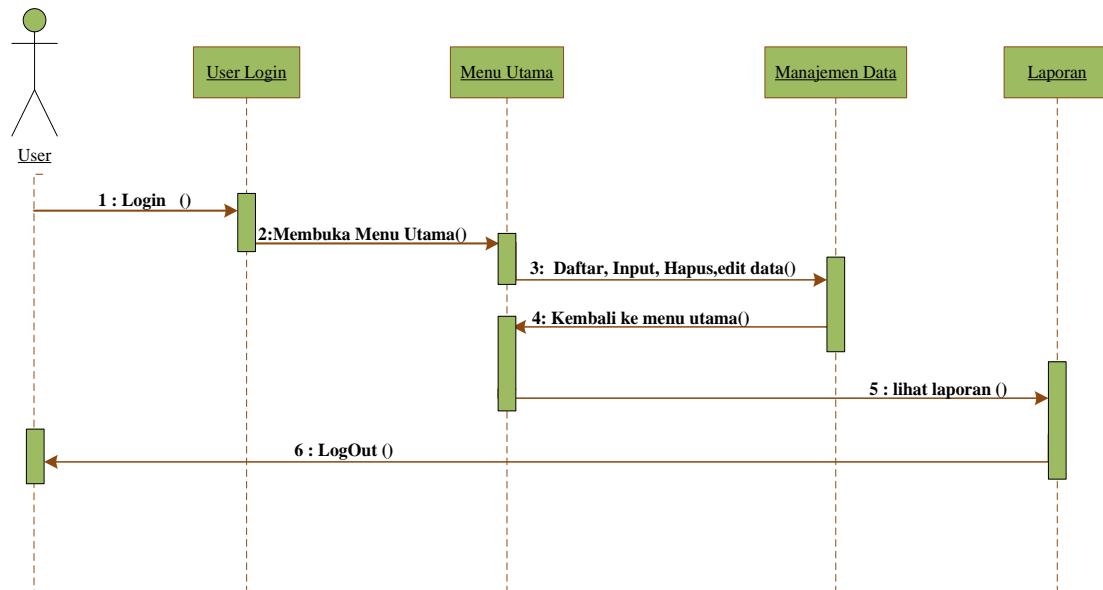 User Login
Menu Utama
Manajemen Data
Laporan
User
1 : Login ()
2:Membuka Menu Utama()
3: Daftar, Input, Hapus,edit data()
4: Kembali ke menu utama()
5 : lihat laporan ()
6 : LogOut ()